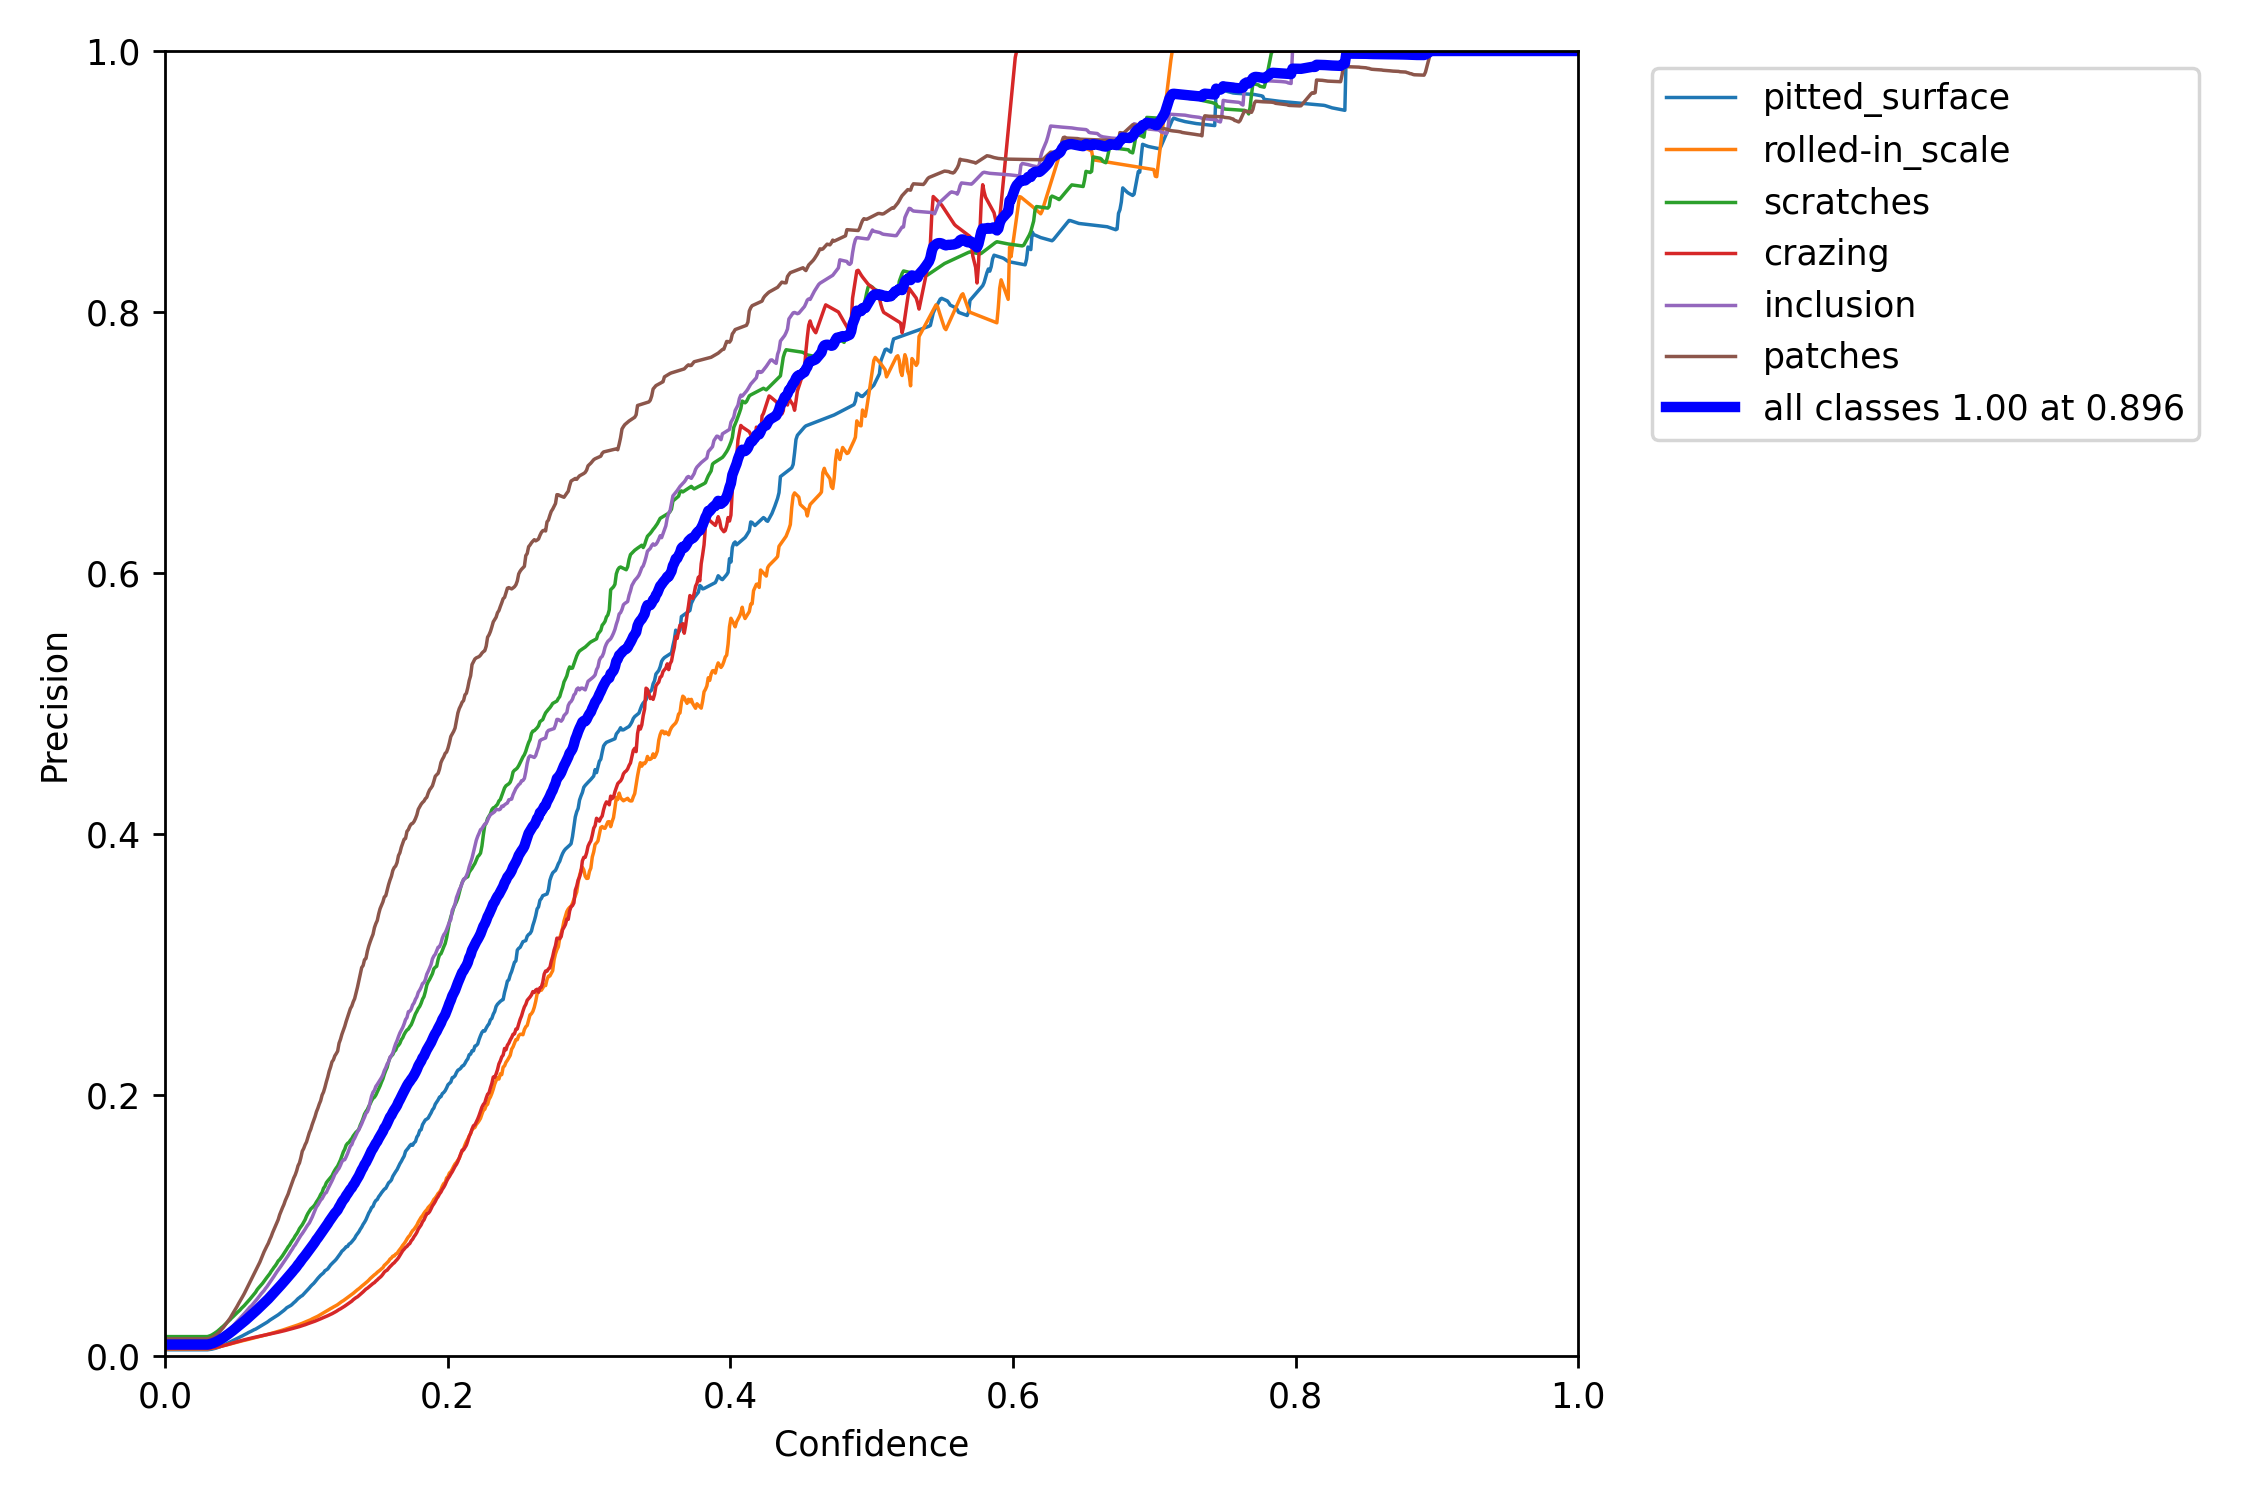 1.0
0.8
0.6
0.4
0.2
0.0
Precision
0.0 0.2 0.4 0.6 0.8 1.0
Confidence
pitted_surface
rolled-in_scale
scratches
crazing
inclusion
patches
all classes 1.00 at 0.896